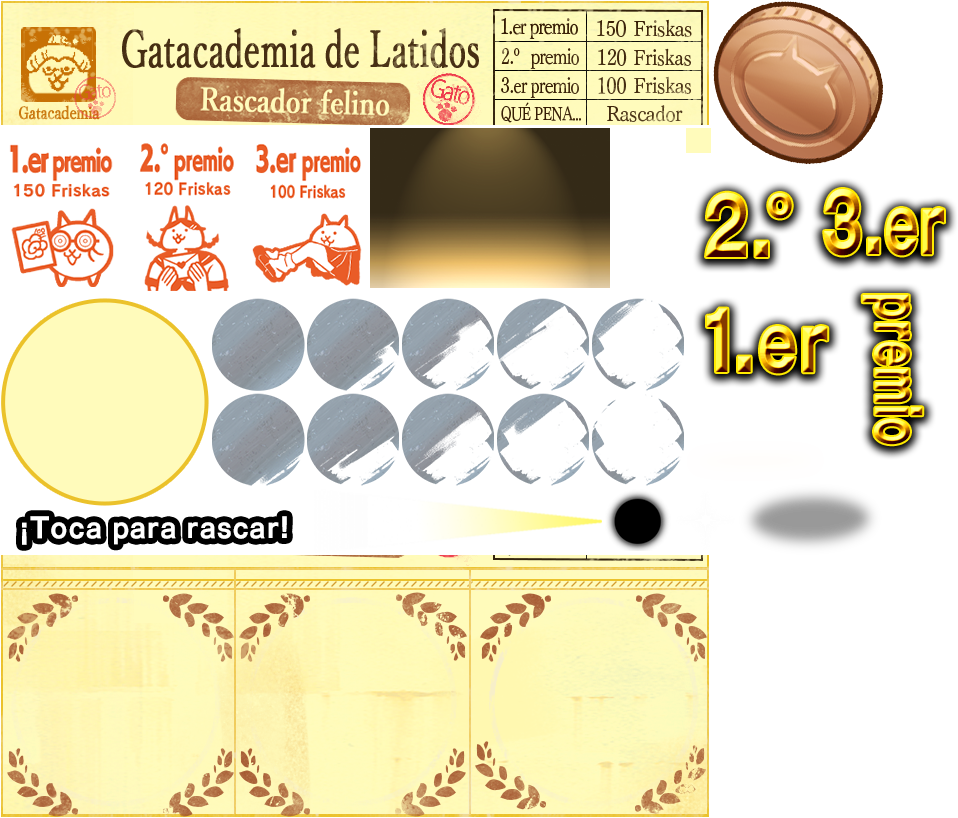 Gatacademia de Latidos
Rascador felino
Gatacademia
Gato
Gato
1.er premio 150 Friskas
2.º premio 120 Friskas
3.er premio 100 Friskas
QUÉ PENA... Rascador
1.er premio
150 Friskas
2.º premio
120 Friskas
3.er premio
100 Friskas
2.º 3.er
1.er
premio
¡Toca para rascar!